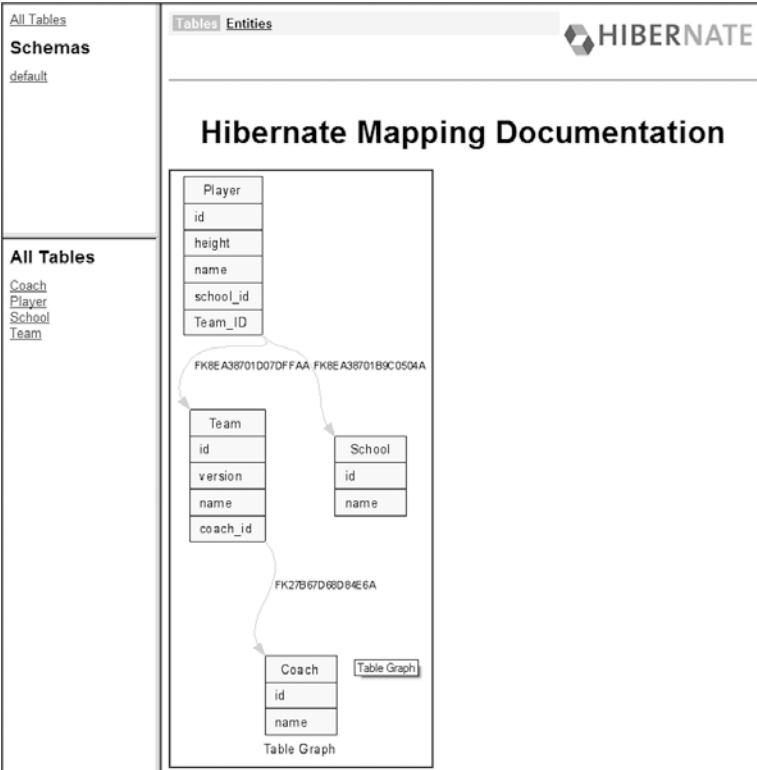 All Tables
Schemas
default
All Tables
Coach
Player
School
Team
Tables Entities
HIBERNATE
Hibernate Mapping Documentation
Player
id
height
name
school_id
Team_ID
FK8EA38701D07DFFAA FK8EA38701B9C0504A
Team
id
version
name
coach_id
School
id
name
FK27B67D68D84E6A
Coach
id
name
Table Graph
Table Graph